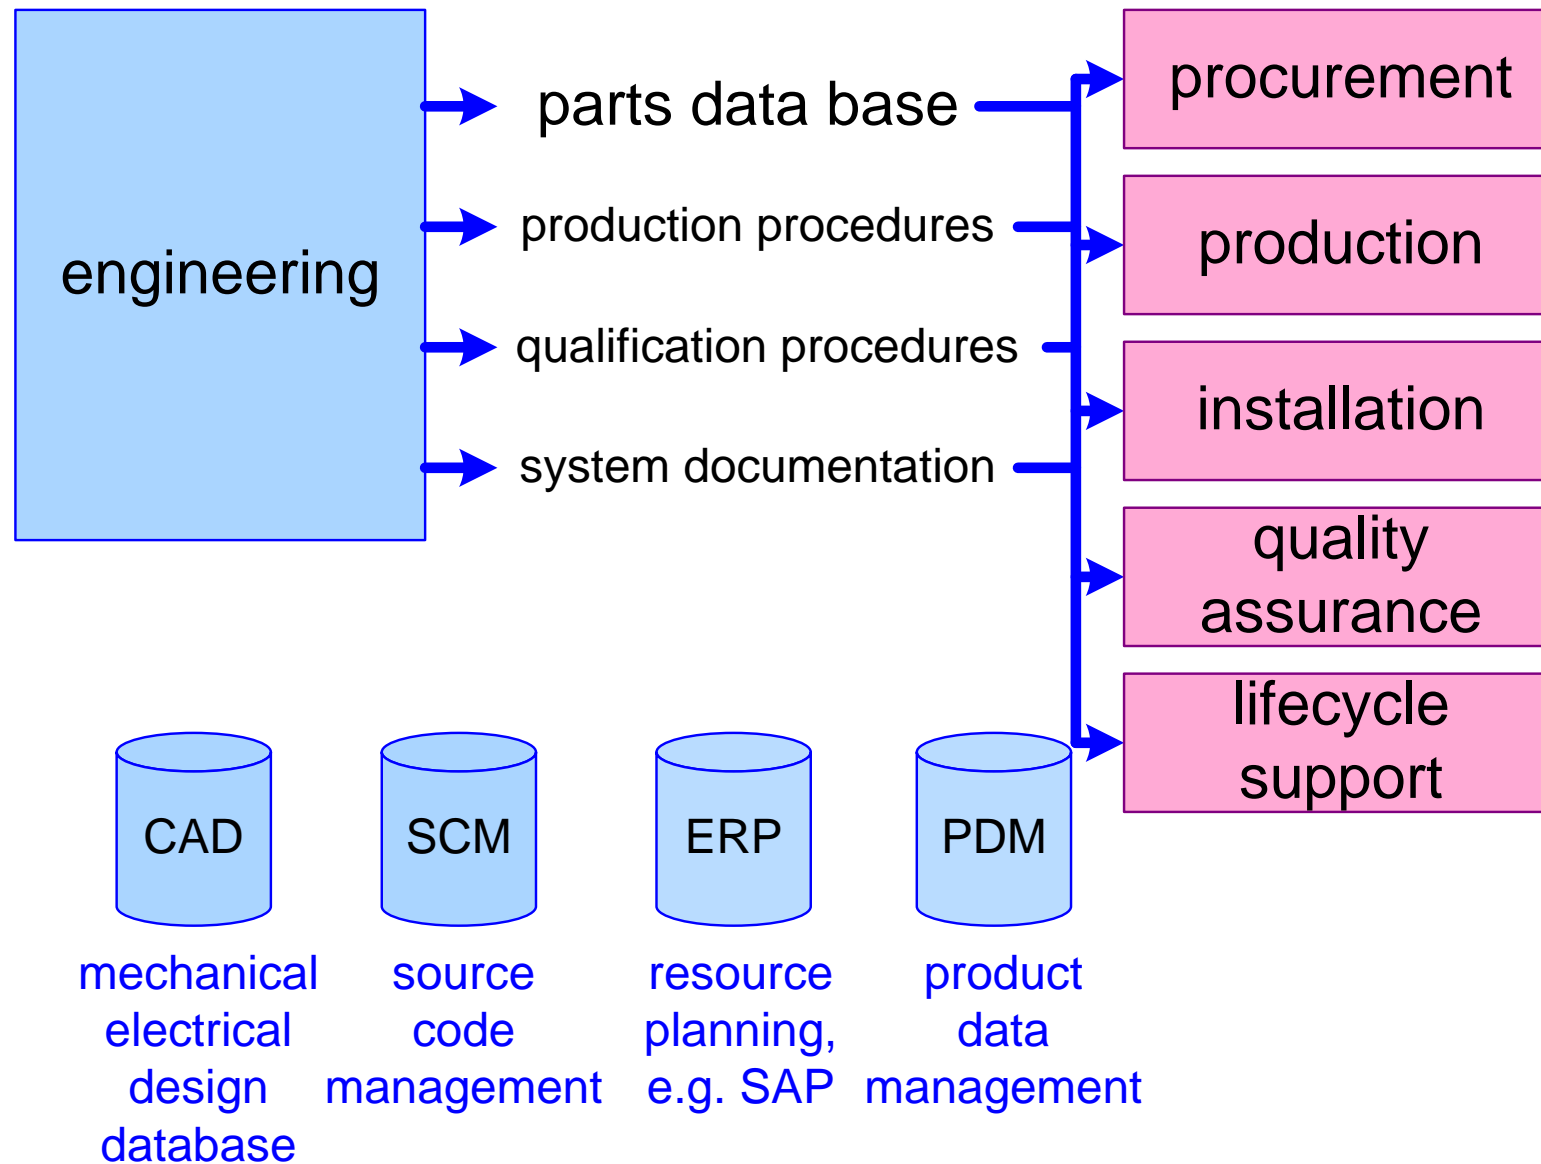 engineering
parts data base
production procedures
qualification procedures
system documentation
procurement
production
installation
quality
assurance
lifecycle
support
CAD
mechanical
electrical
design
database
SCM
source
code
management
ERP
resource
planning,
e.g. SAP
PDM
product
data
management